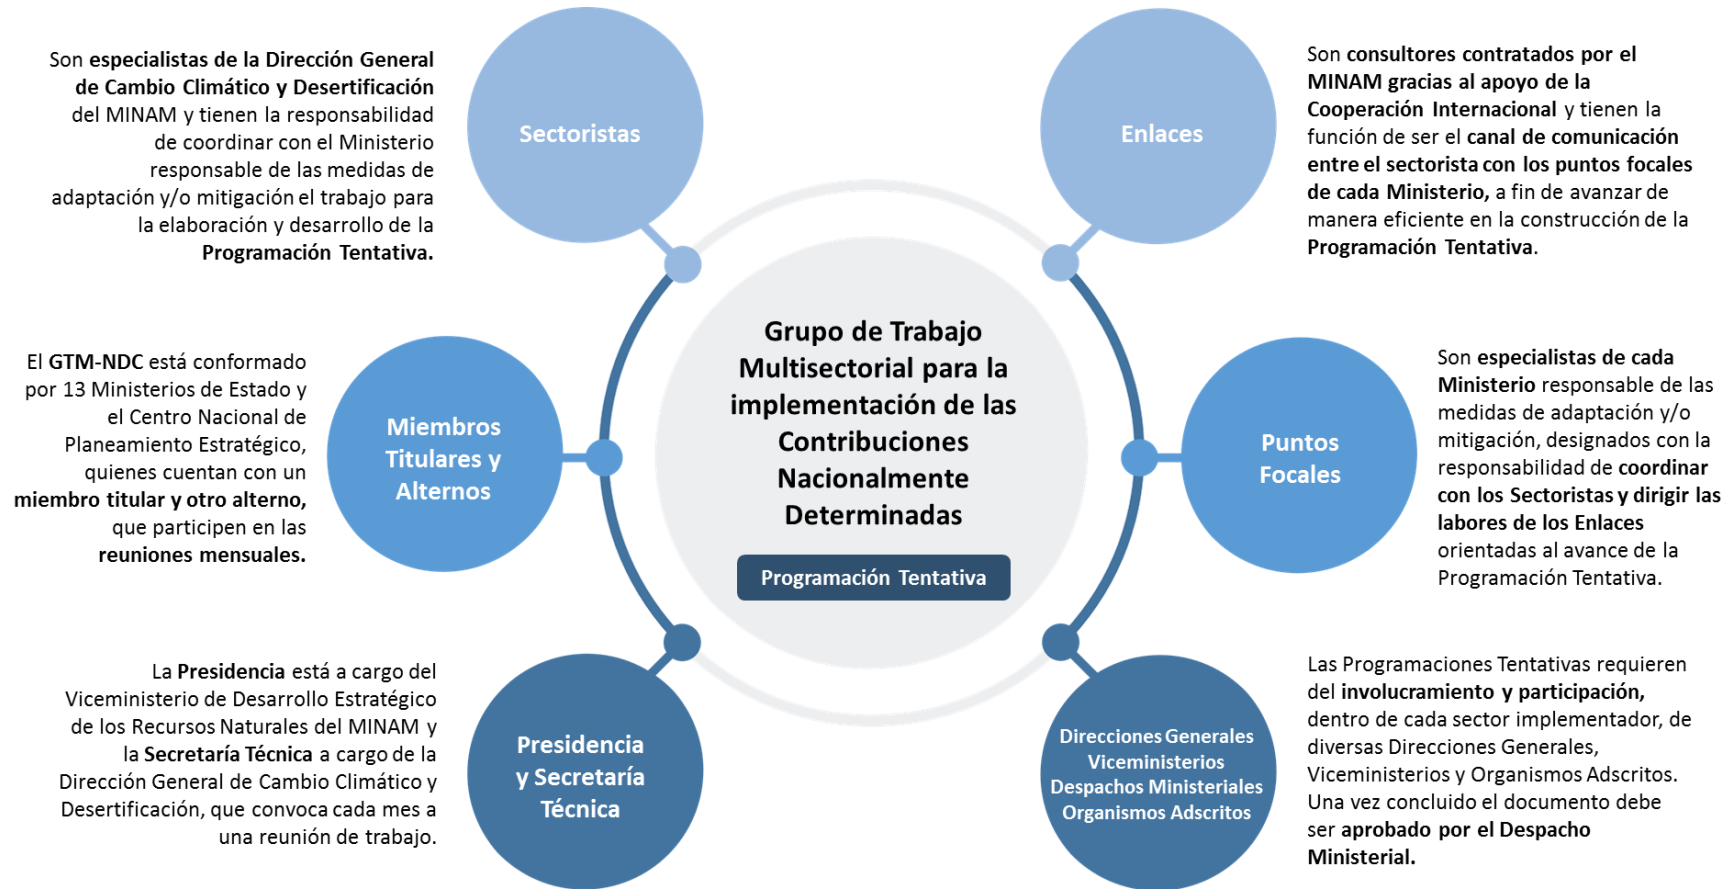 Son especialistas de la Dirección General
de Cambio Climático y Desertificación
del MINAM y tienen la responsabilidad
de coordinar con el Ministerio
responsable de las medidas de
adaptación y/o mitigación el trabajo para
la elaboración y desarrollo de la
Programación Tentativa.
Sectoristas
Enlaces
Son consultores contratados por el
MINAM gracias al apoyo de la
Cooperación Internacional y tienen la
función de ser el canal de comunicación
entre el sectorista con los puntos focales
de cada Ministerio, a fin de avanzar de
manera eficiente en la construcción de la
Programación Tentativa.
El GTM-NDC está conformado
por 13 Ministerios de Estado y
el Centro Nacional de
Planeamiento Estratégico,
quienes cuentan con un
miembro titular y otro alterno,
que participen en las
reuniones mensuales.
Miembros
Titulares y
Alternos
Grupo de Trabajo
Multisectorial para la
implementación de las
Contribuciones
Nacionalmente
Determinadas
Programación Tentativa
Puntos
Focales
Son especialistas de cada
Ministerio responsable de las
medidas de adaptación y/o
mitigación, designados con la
responsabilidad de coordinar
con los Sectoristas y dirigir las
labores de los Enlaces
orientadas al avance de la
Programación Tentativa.
La Presidencia está a cargo del
Viceministerio de Desarrollo Estratégico
de los Recursos Naturales del MINAM y
la Secretaría Técnica a cargo de la
Dirección General de Cambio Climático y
Desertificación, que convoca cada mes a
una reunión de trabajo.
Presidencia
y Secretaría
Técnica
Direcciones Generales
Viceministerios
Despachos Ministeriales
Organismos Adscritos
Las Programaciones Tentativas requieren
del involucramiento y participación,
dentro de cada sector implementador, de
diversas Direcciones Generales,
Viceministerios y Organismos Adscritos.
Una vez concluido el documento debe
ser aprobado por el Despacho
Ministerial.